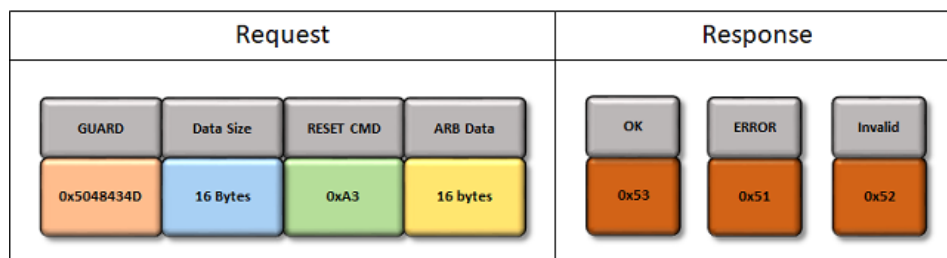 Request Response
GUARD Data Size RESET CMD ARB Data OK ERROR Invalid
0x5048434D 16 Bytes 0xA3 16 bytes 0x53 0x51 0x52